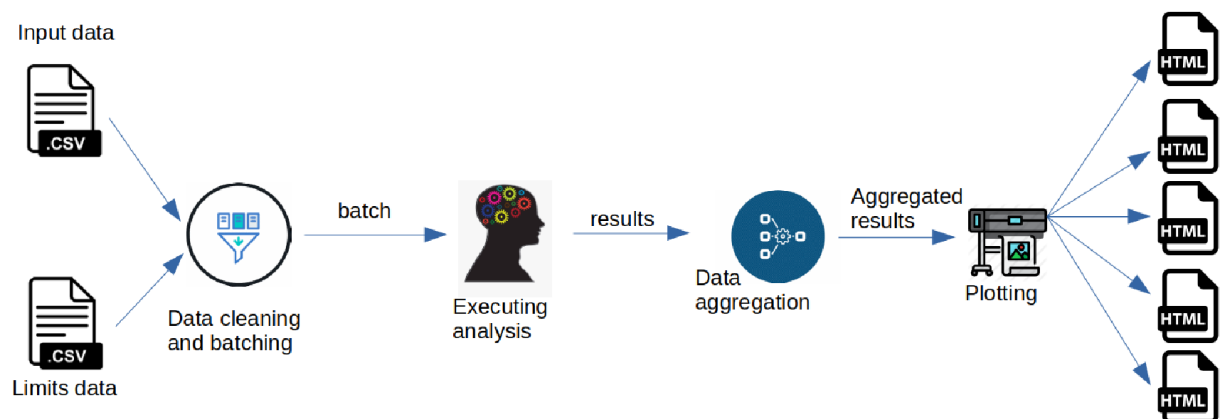 Input data
.CSV
.CSV
Limits data
Data cleaning
and batching
batch
Executing
analysis
results
Data
aggregation
Aggregated
results
Plotting
HTML
HTML
HTML
HTML
HTML